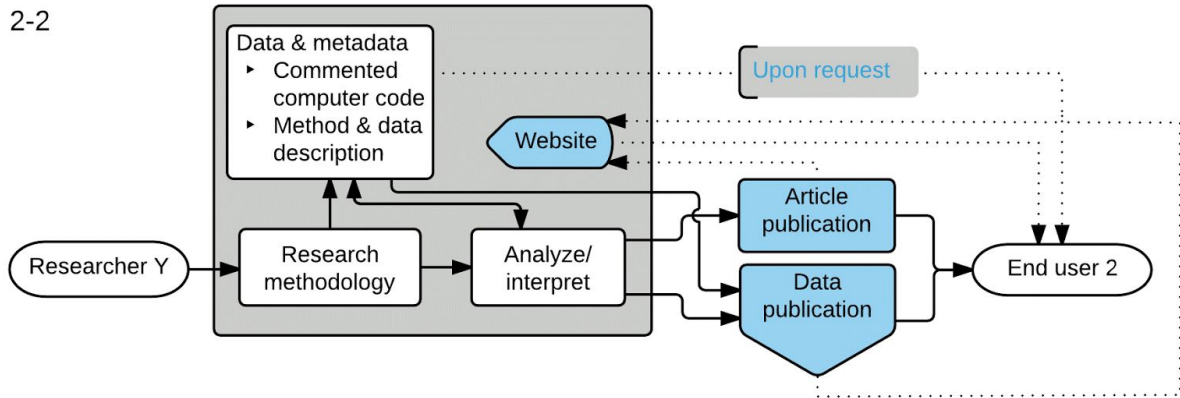 2-2
Data & metadata
‣ Commented
computer code
‣ Method & data
description
Upon request
Website
Article
publication
Researcher Y
Research
methodology
Analyze/
interpret
Data
publication
End user 2